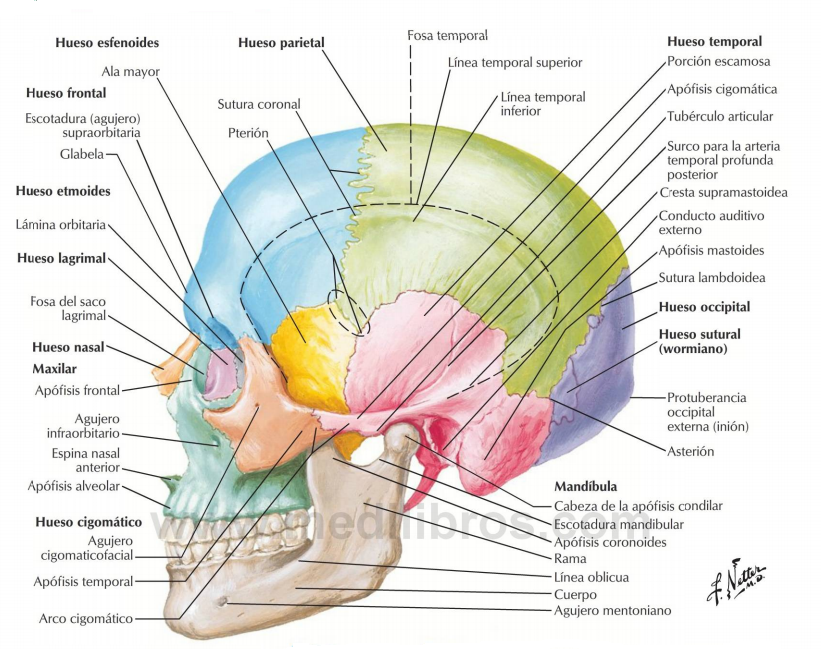 Hueso esfenoides
Ala mayor
Hueso frontal
Escotadura (agujero)
supraorbitaria
Glabela
Hueso etmoides
Lámina orbitaria
Hueso lagrimal
Fosa del saco
lagrimal
Hueso nasal
Maxilar
Apófisis frontal
Agujero
infraorbitario
Espina nasal
anterior
Apófisis alveolar
Hueso cigomático
Agujero
cigomaticofacial
Apófisis temporal
Arco cigomático
Hueso parietal
Sutura coronal
Pterión
Fosa temporal
Línea temporal superior
Línea temporal
inferior
Hueso temporal
Porción escamosa
Apófisis cigomática
Tubérculo articular
Surco para la arteria
temporal profunda
posterior
Cresta supramastoidea
Conducto auditivo
externo
Apófisis mastoides
Sutura lambdoidea
Hueso occipital
Hueso sutural
(wormiano)
Protuberancia
occipital
externa (inión)
Asterión
Mandíbula
Cabeza de la apófisis condilar
Escotadura mandibular
Apófisis coronoides
Rama
Línea oblicua
Cuerpo
Agujero mentoniano
www.medilibros.com
F. Netter
M.D.